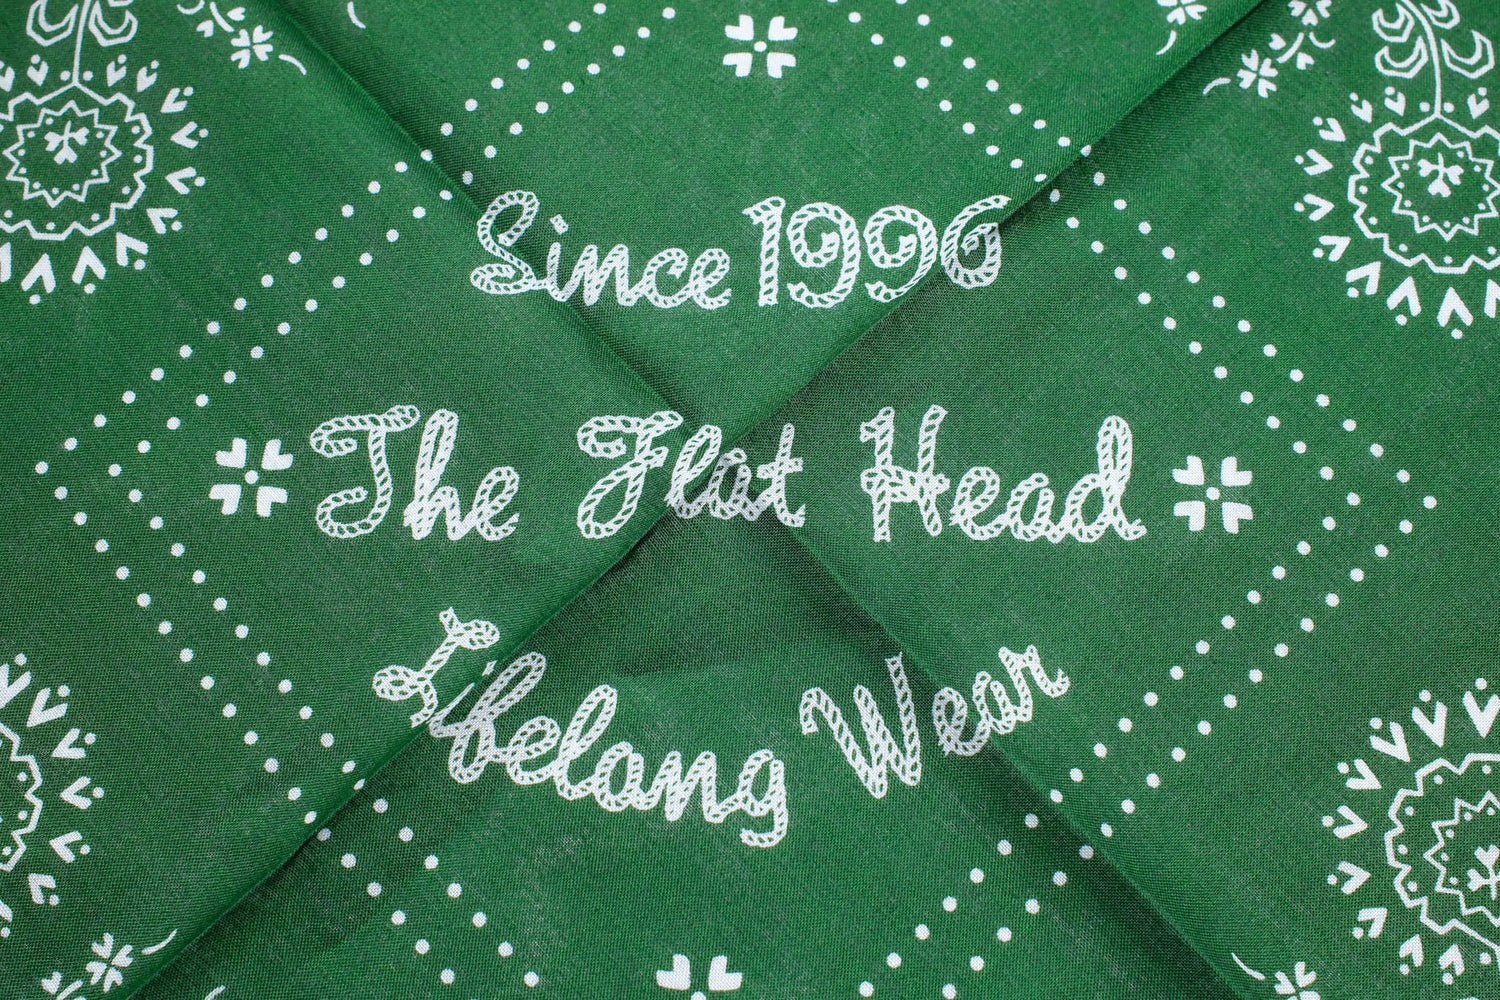 Since 1996
The Flat Head
Lifelong Wear